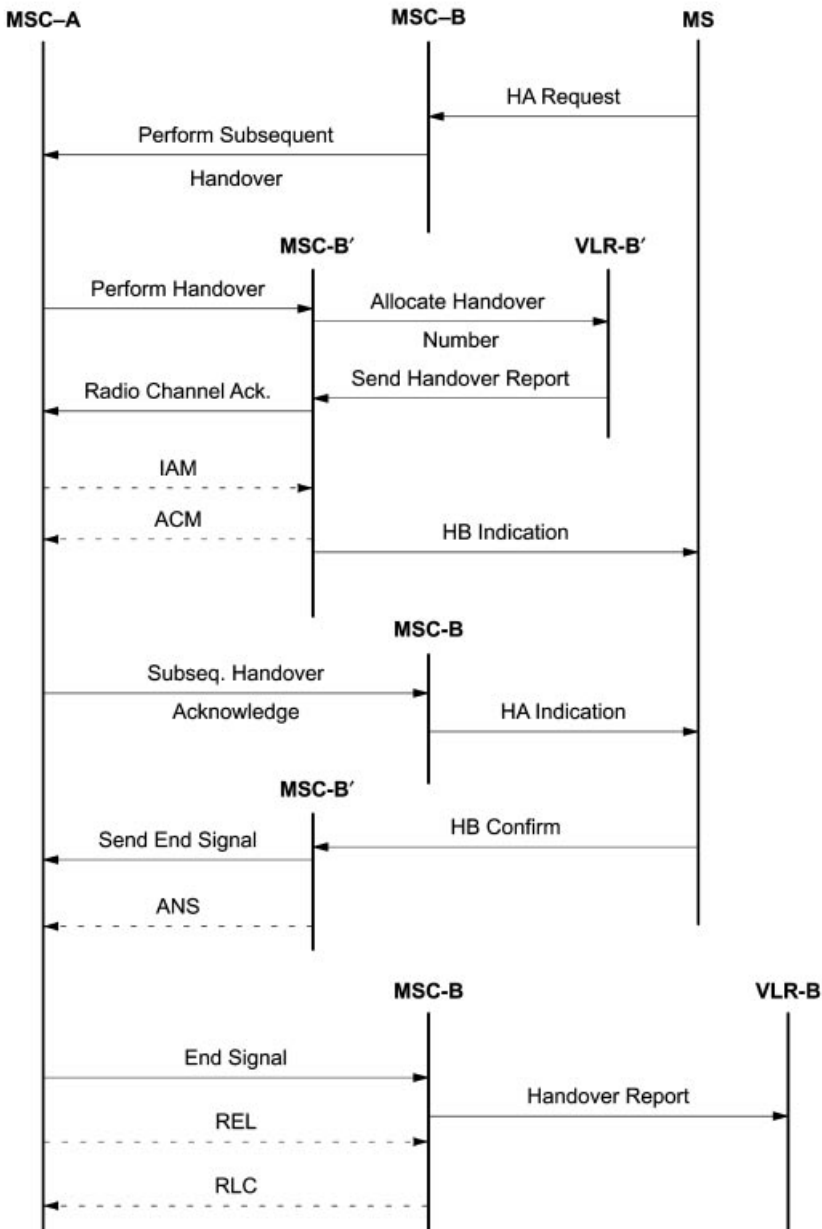 MSC–A
MSC–B
MS
HA Request
Perform Subsequent
Handover
MSC-B′
VLR-B′
Perform Handover
Allocate Handover
Number
Send Handover Report
Radio Channel Ack.
IAM
ACM
HB Indication
MSC-B
Subseq. Handover
Acknowledge
HA Indication
MSC-B′
HB Confirm
Send End Signal
ANS
MSC-B
VLR-B
End Signal
Handover Report
REL
RLC